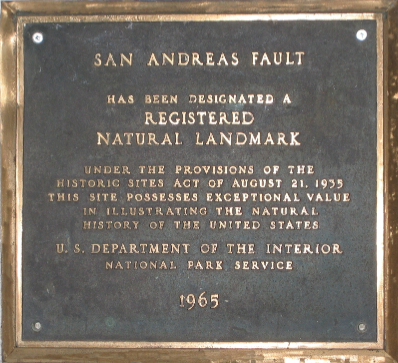 SAN ANDREAS FAULT
HAS BEEN DESIGNATED A
REGISTERED
NATURAL LANDMARK
UNDER THE PROVISIONS OF THE
HISTORIC SITES ACT OF AUGUST 21, 1935
THIS SITE POSSESSES EXCEPTIONAL VALUE
IN ILLUSTRATING THE NATURAL
HISTORY OF THE UNITED STATES
U. S. DEPARTMENT OF THE INTERIOR
NATIONAL PARK SERVICE
1965